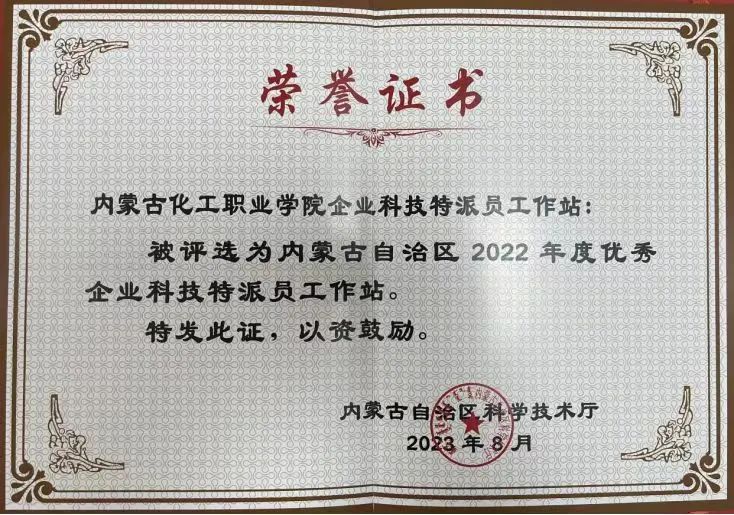 荣誉证书
内蒙古化工职业学院企业科技特派员工作站：
被评选为内蒙古自治区 2022 年度优秀
企业科技特派员工作站。
特发此证，以资鼓励。
内蒙古自治区科学技术厅
2023 年 8 月